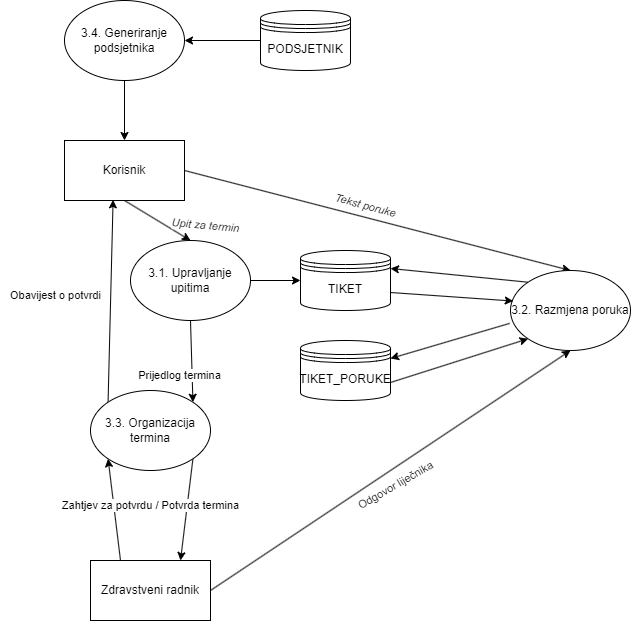 3.4. Generiranje
podsjetnika
PODSJETNIK
Korisnik
Tekst poruke
Upit za termin
3.1. Upravljanje
upitima
TIKET
Obavijest o potvrdi
3.2. Razmjena poruka
Prijedlog termina
TIKET_PORUKE
3.3. Organizacija
termina
Odgovor liječnika
Zahtjev za potvrdu / Potvrda termina
Zdravstveni radnik